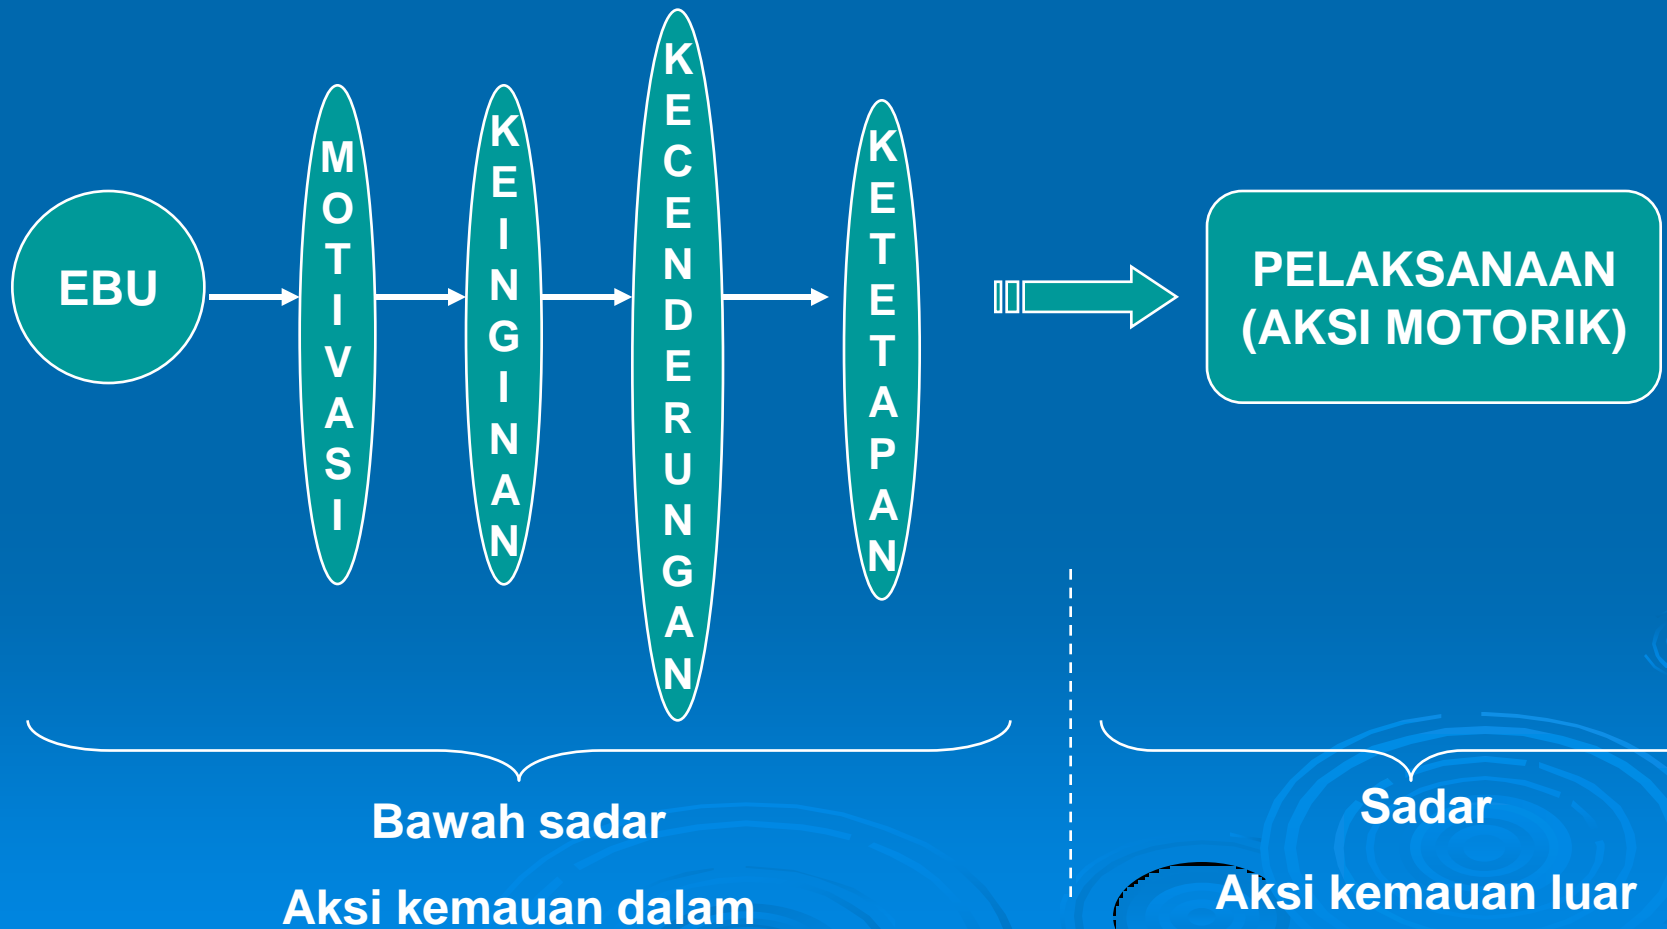 EBU
MOTIVASI
KEINGINAN
KECENDERUNGAN
KETETAPAN
PELAKSANAAN
(AKSI MOTORIK)
Bawah sadar
Aksi kemauan dalam
Sadar
Aksi kemauan luar